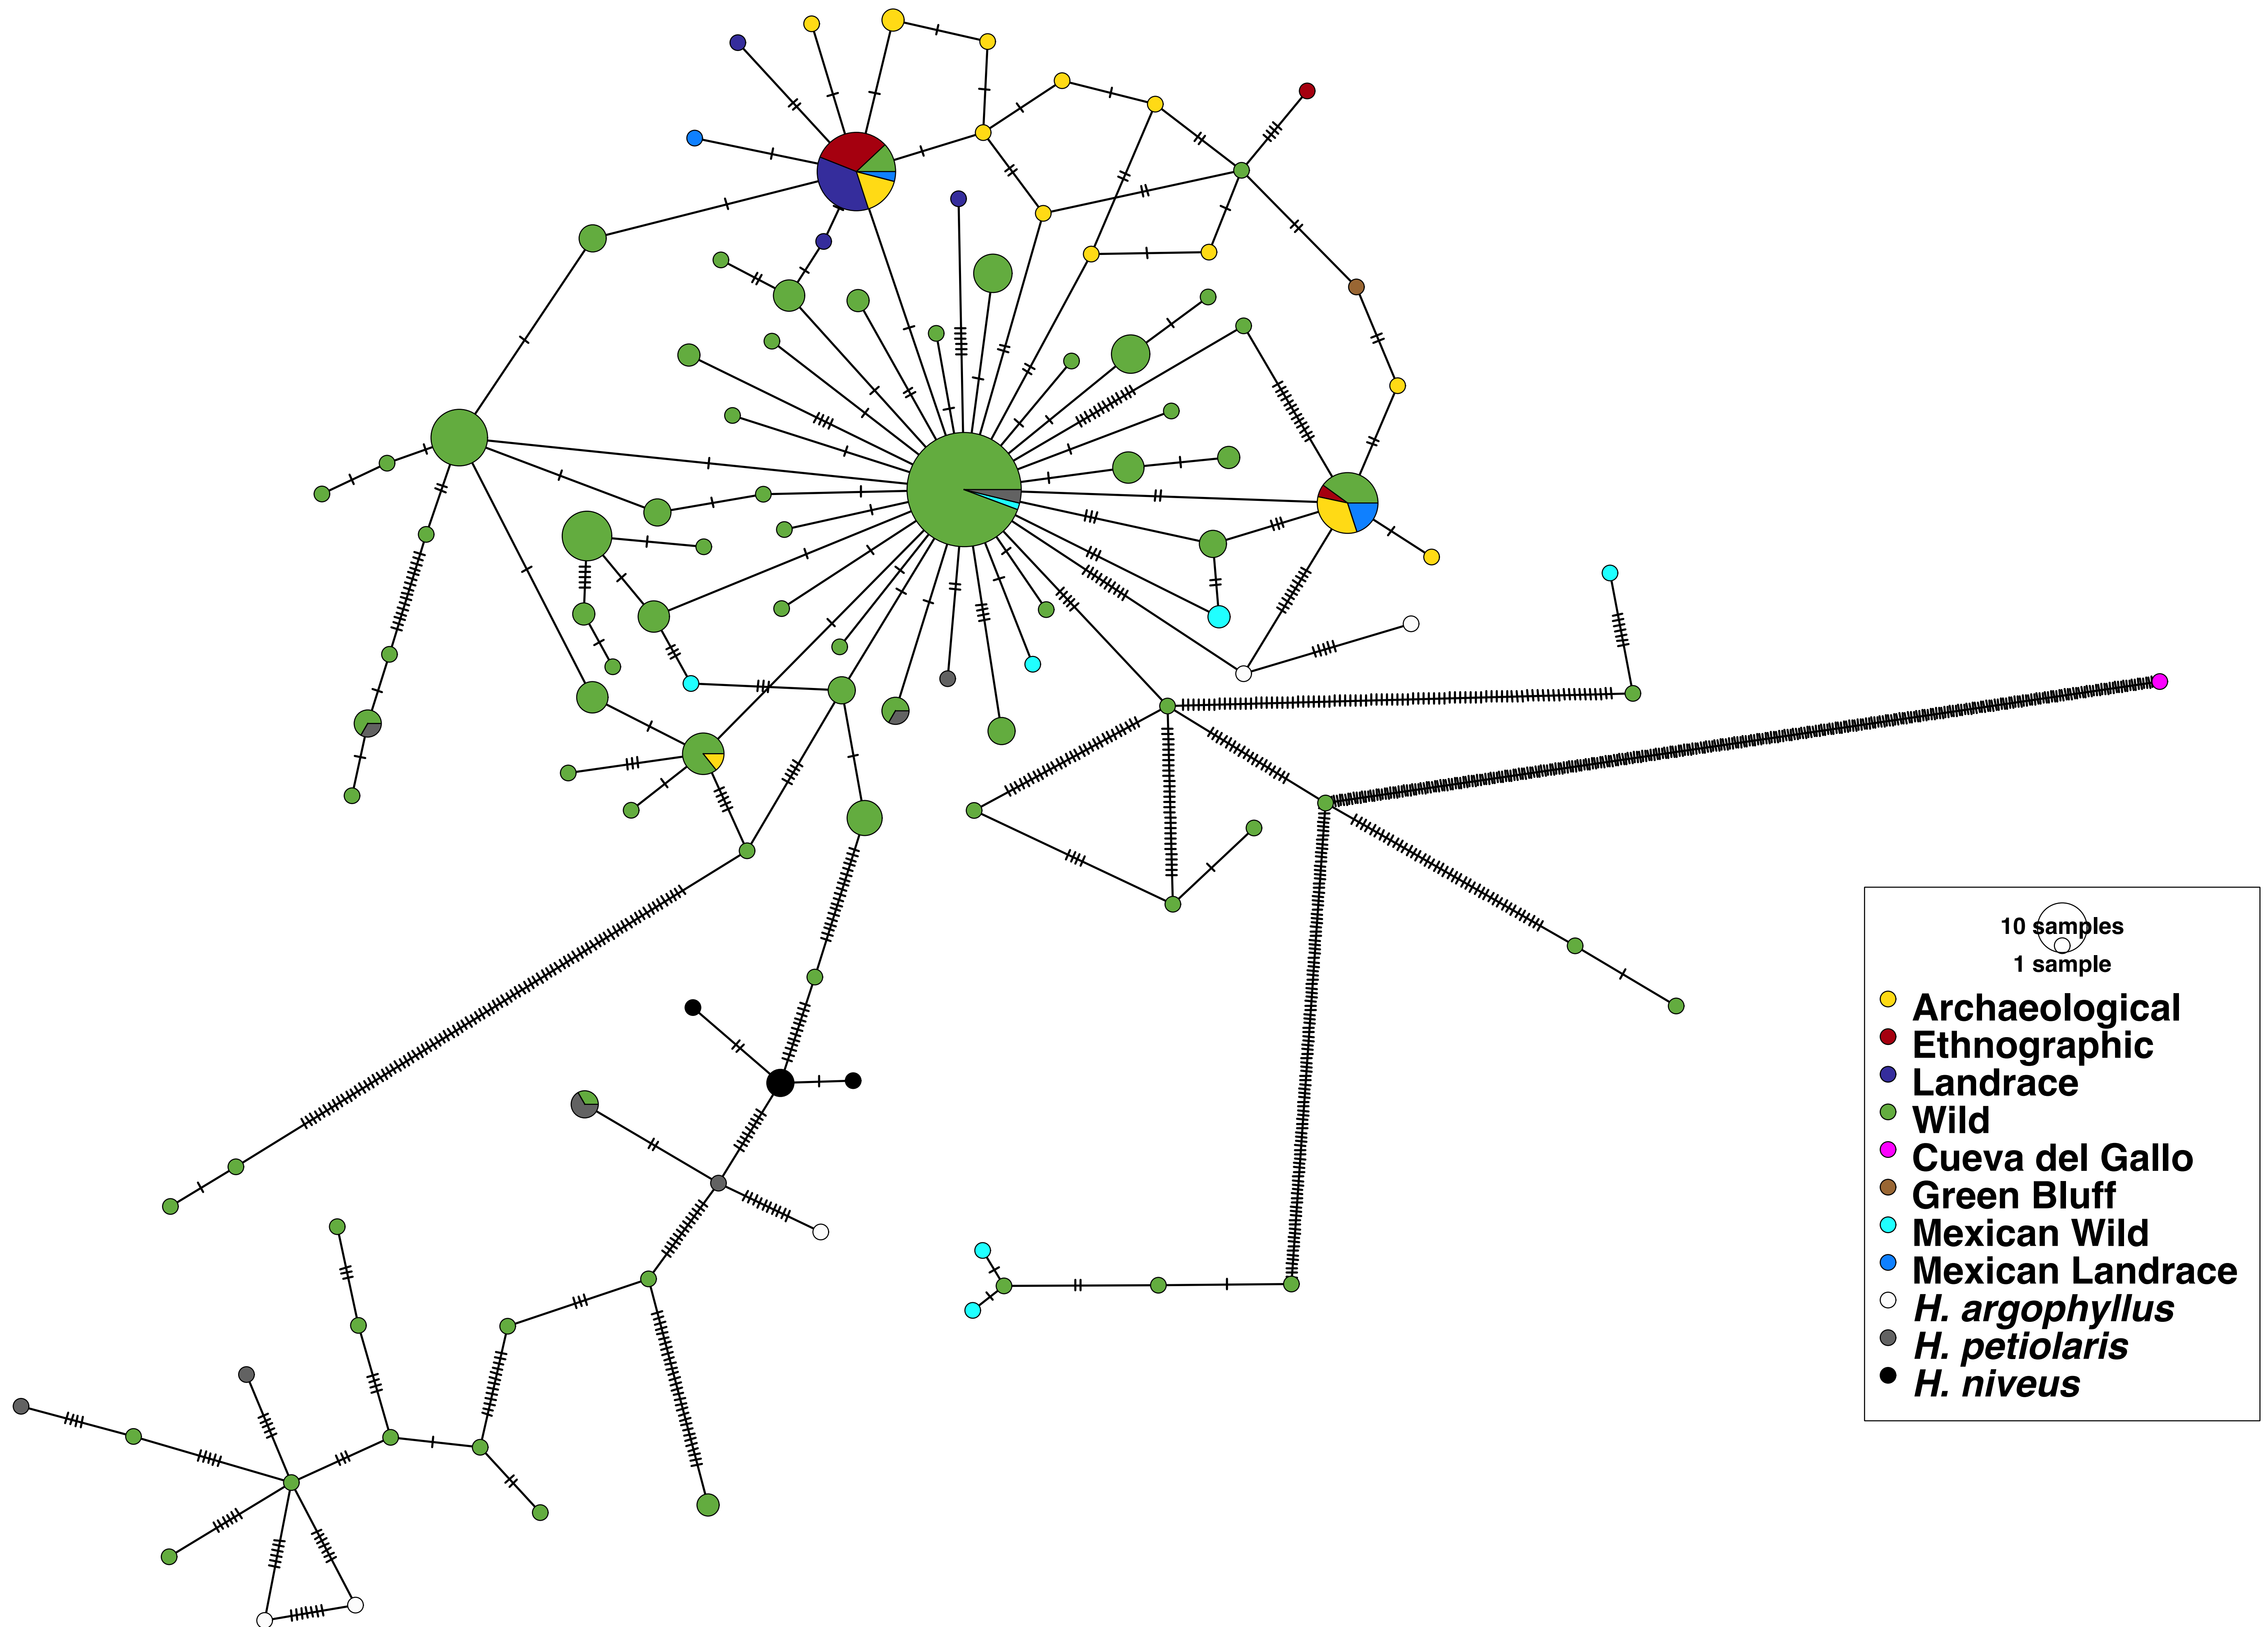 10 samples
1 sample
Archaeological
Ethnographic
Landrace
Wild
Cueva del Gallo
Green Bluff
Mexican Wild
Mexican Landrace
H. argophyllus
H. petiolaris
H. niveus